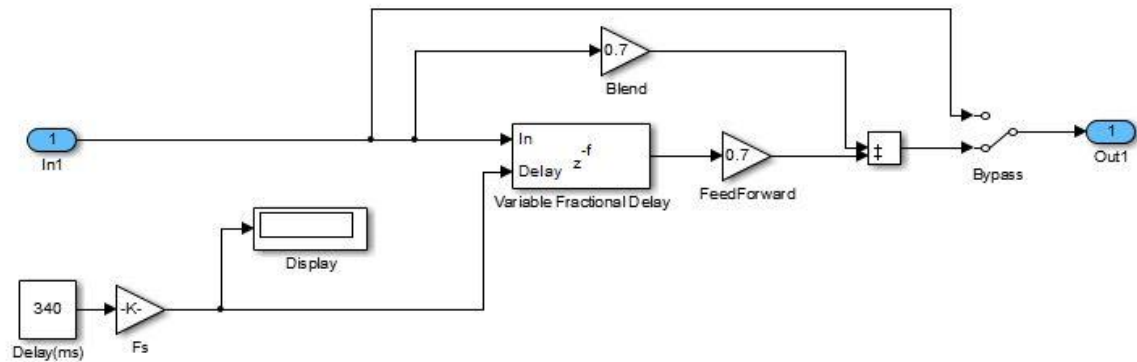 0.7
Blend
1
In1
In
Delay
z
-f
Variable Fractional Delay
0.7
FeedForward
+
+
Bypass
1
Out1
Display
340
Delay(ms)
-K-
Fs